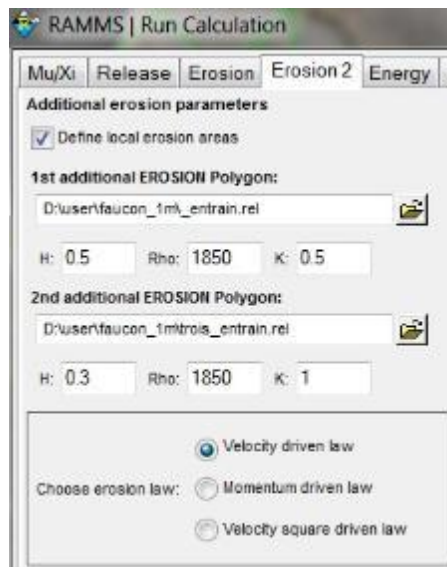 RAMMS | Run Calculation
Mu/Xi Release Erosion Erosion 2 Energy
Additional erosion parameters
Define local erosion areas
1st additional EROSION Polygon:
D:\user\faucon_1m\_entrain.rel
H: 0.5 Rho: 1850 K: 0.5
2nd additional EROSION Polygon:
D:\user\faucon_1m\trois_entrain.rel
H: 0.3 Rho: 1850 K: 1
Velocity driven law
Choose erosion law: Momentum driven law
Velocity square driven law